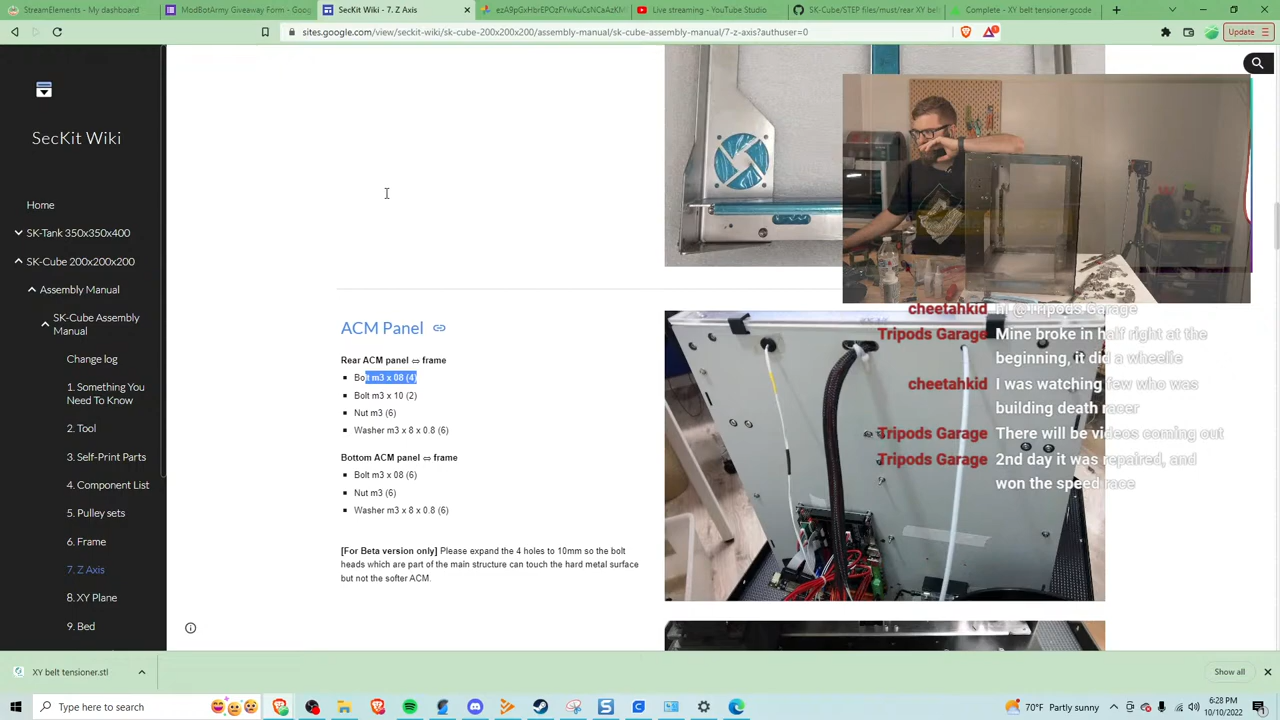 StreamElements - Dashboard
ModBotArmy Giveaway Form - Goog
SecKit Wiki - 7. Z Axis
Live streaming - YouTube Studio
SK-Cube/STEP files/must/rear XY bel
Complete - XY belt tensioner.gcode
sites.google.com/view/seckit-wiki/sk-cube-200x200x200/assembly-manual/sk-cube-assembly-manual/7-z-axis?authuser=0
Update
SecKit Wiki
Home
SK-Tank 350x350x400
SK-Cube 200x200x200
Assembly Manual
SK-Cube Assembly
Manual
Change log
1. Something You
Need To Know
2. Tool
3. Self-Print Parts
4. Component List
5. Pulley sets
6. Frame
7. Z Axis
8. XY Plane
9. Bed
ACM Panel
Rear ACM panel ⇔ frame
Bolt m3 x 08 (4)
Bolt m3 x 10 (2)
Nut m3 (6)
Washer m3 x 8 x 0.8 (6)
Bottom ACM panel ⇔ frame
Bolt m3 x 08 (6)
Nut m3 (6)
Washer m3 x 8 x 0.8 (6)
[For Beta version only] Please expand the 4 holes to 10mm so the bolt
heads which are part of the main structure can touch the hard metal surface
but not the softer ACM.
cheetahkid hi @Tripods Garage
Tripods Garage Mine broke in half right at the
beginning, it did a wheelie
cheetahkid I was watching few who was
building death racer
Tripods Garage There will be videos coming out
Tripods Garage 2nd day it was repaired, and
won the speed race
XY belt tensioner.stl
Show all
Type here to search
70°F Partly sunny
6:28 PM
10/10/2022